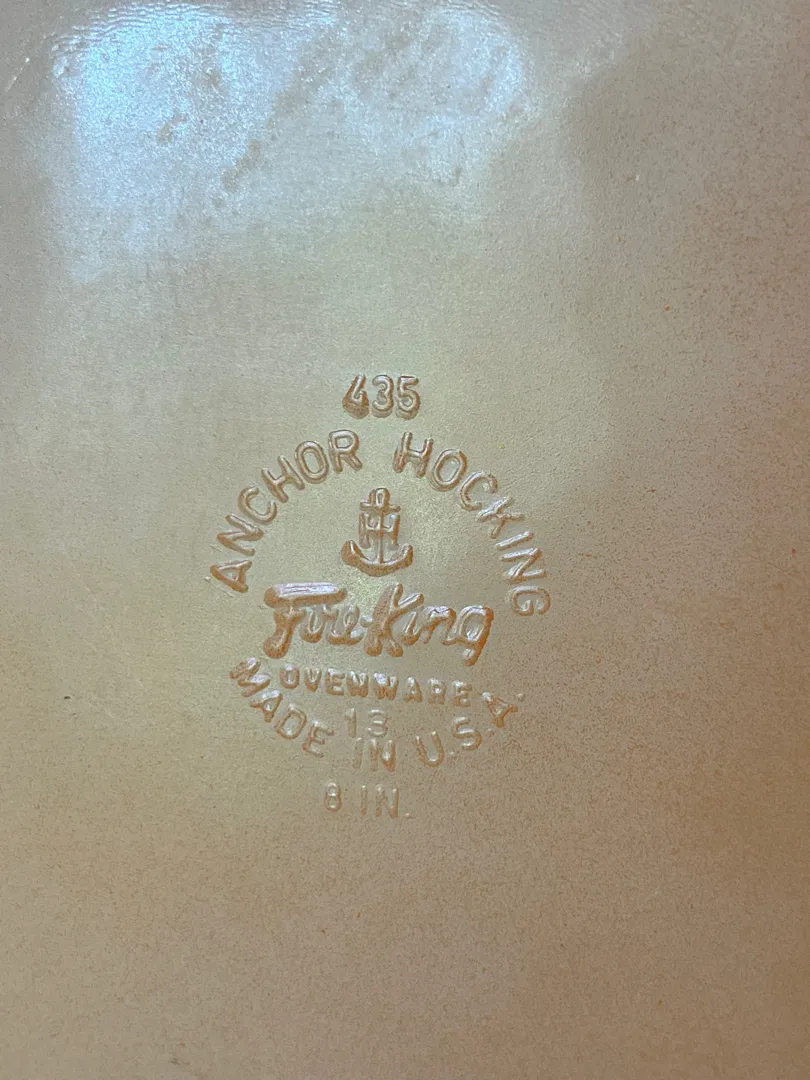 435
ANCHOR HOCKING
H
Fire-King
OVENWARE
13
MADE IN U.S.A.
8 IN.